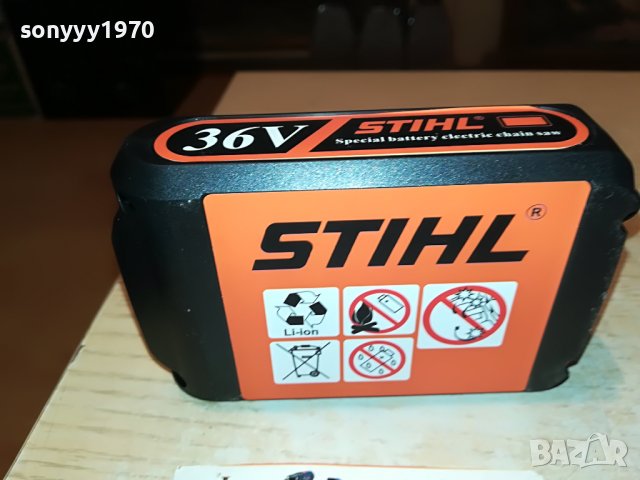 sonyyy1970
36V
STIHL
Special battery electric chain saw
STIHL ®
Li-ion
BAZAR